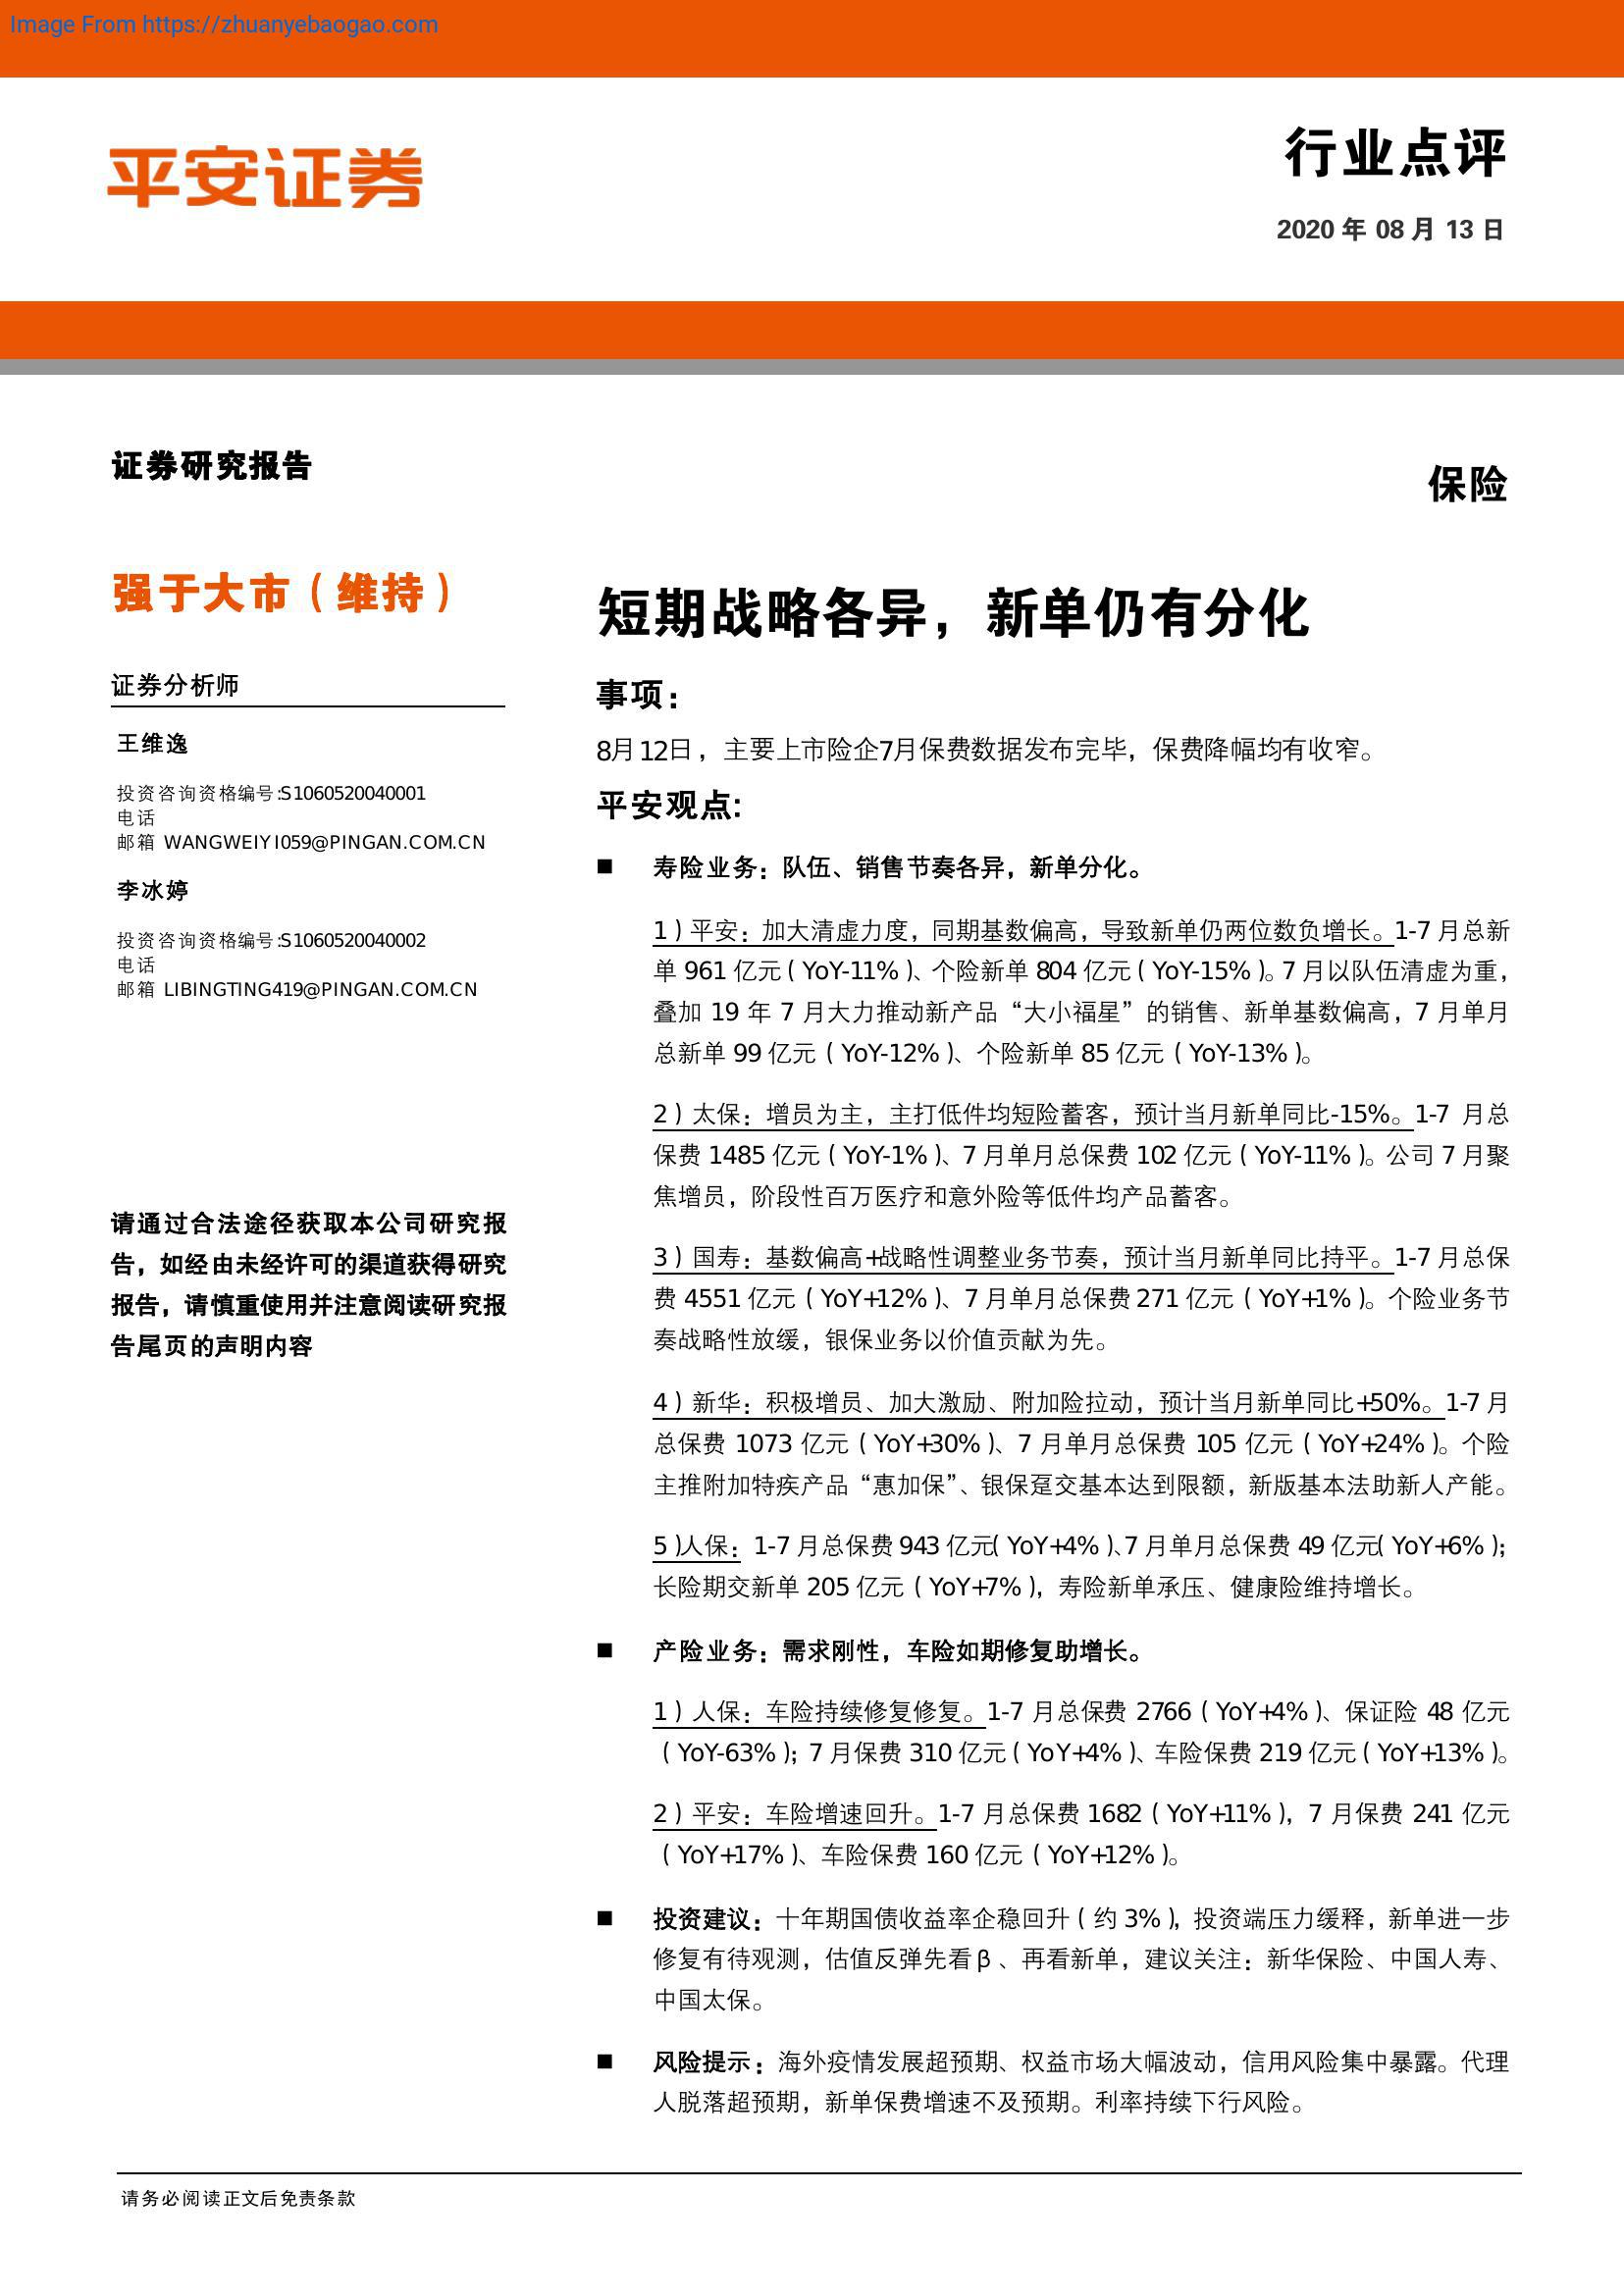 Image From https://zhuanyebaogao.com
平安证券
行业点评
2020 年 08 月 13 日
证券研究报告
保险
强于大市（维持）
证券分析师
王维逸
投资咨询资格编号:S1060520040001
电话
邮箱 WANGWEIYI059@PINGAN.COM.CN
李冰婷
投资咨询资格编号:S1060520040002
电话
邮箱 LIBINGTING419@PINGAN.COM.CN
请通过合法途径获取本公司研究报
告，如经由未经许可的渠道获得研究
报告，请慎重使用并注意阅读研究报
告尾页的声明内容
短期战略各异，新单仍有分化
事项：
8月12日，主要上市险企7月保费数据发布完毕，保费降幅均有收窄。
平安观点:
■ 寿险业务：队伍、销售节奏各异，新单分化。
1）平安：加大清虚力度，同期基数偏高，导致新单仍两位数负增长。1-7 月总新
单 961 亿元（YoY-11%）、个险新单 804 亿元（YoY-15%）。7 月以队伍清虚为重，
叠加 19 年 7 月大力推动新产品“大小福星”的销售、新单基数偏高，7 月单月
总新单 99 亿元（YoY-12%）、个险新单 85 亿元（YoY-13%）。
2）太保：增员为主，主打低件均短险蓄客，预计当月新单同比-15%。1-7 月总
保费 1485 亿元（YoY-1%）、7 月单月总保费 102 亿元（YoY-11%）。公司 7 月聚
焦增员，阶段性百万医疗和意外险等低件均产品蓄客。
3）国寿：基数偏高+战略性调整业务节奏，预计当月新单同比持平。1-7 月总保
费 4551 亿元（YoY+12%）、7 月单月总保费 271 亿元（YoY+1%）。个险业务节
奏战略性放缓，银保业务以价值贡献为先。
4）新华：积极增员、加大激励、附加险拉动，预计当月新单同比+50%。1-7 月
总保费 1073 亿元（YoY+30%）、7 月单月总保费 105 亿元（YoY+24%）。个险
主推附加特疾产品“惠加保”、银保趸交基本达到限额，新版基本法助新人产能。
5）人保：1-7 月总保费 943 亿元（YoY+4%）、7 月单月总保费 49 亿元（YoY+6%）；
长险期交新单 205 亿元（YoY+7%），寿险新单承压、健康险维持增长。
■ 产险业务：需求刚性，车险如期修复助增长。
1）人保：车险持续修复修复。1-7 月总保费 2766（YoY+4%）、保证险 48 亿元
（YoY-63%）；7 月保费 310 亿元（YoY+4%）、车险保费 219 亿元（YoY+13%）。
2）平安：车险增速回升。1-7 月总保费 1682（YoY+11%），7 月保费 241 亿元
（YoY+17%）、车险保费 160 亿元（YoY+12%）。
■ 投资建议：十年期国债收益率企稳回升（约 3%），投资端压力缓释，新单进一步
修复有待观测，估值反弹先看β、再看新单，建议关注：新华保险、中国人寿、
中国太保。
■ 风险提示：海外疫情发展超预期、权益市场大幅波动，信用风险集中暴露。代理
人脱落超预期，新单保费增速不及预期。利率持续下行风险。
请务必阅读正文后免责条款